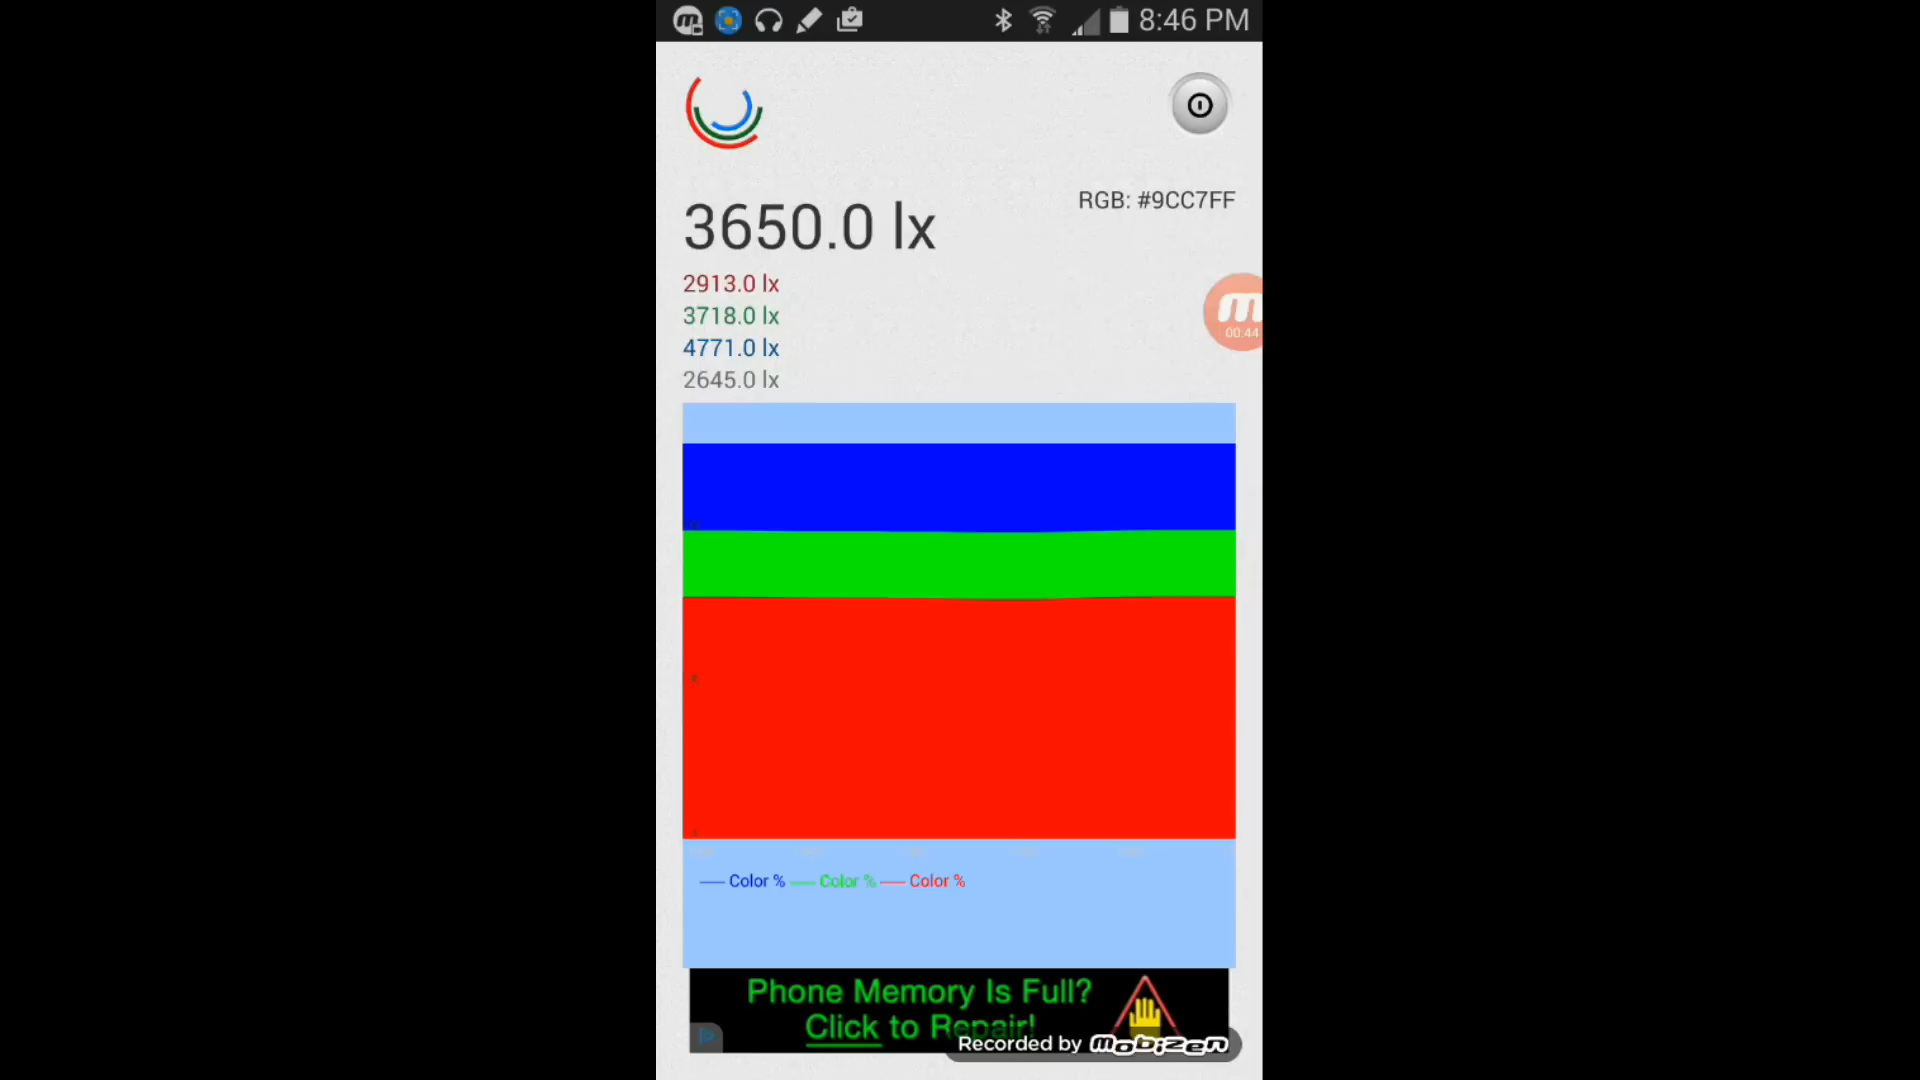 8:46 PM
RGB: #9CC7FF
3650.0 lx
2913.0 lx
3718.0 lx
4771.0 lx
2645.0 lx
00:44
Color % Color % Color %
Phone Memory Is Full?
Click to Repair!
Recorded by mobizen